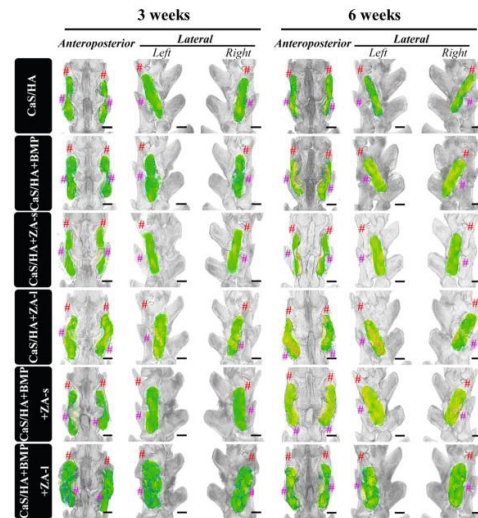 3 weeks 6 weeks
Anteroposterior Lateral Anteroposterior Lateral
Left Right Left Right
CaS/HA
# # # # # # # #
# # # # # # # #
CaS/HA+BMP
# # # # # # # #
# # # # # # # #
CaS/HA+ZA-s
# # # # # # # #
# # # # # # # #
CaS/HA+ZA-l
# # # # # # # #
# # # # # # # #
CaS/HA+BMP
+ZA-s
# # # # # # # #
# # # # # # # #
CaS/HA+BMP
+ZA-l
# # # # # # # #
# # # # # # # #